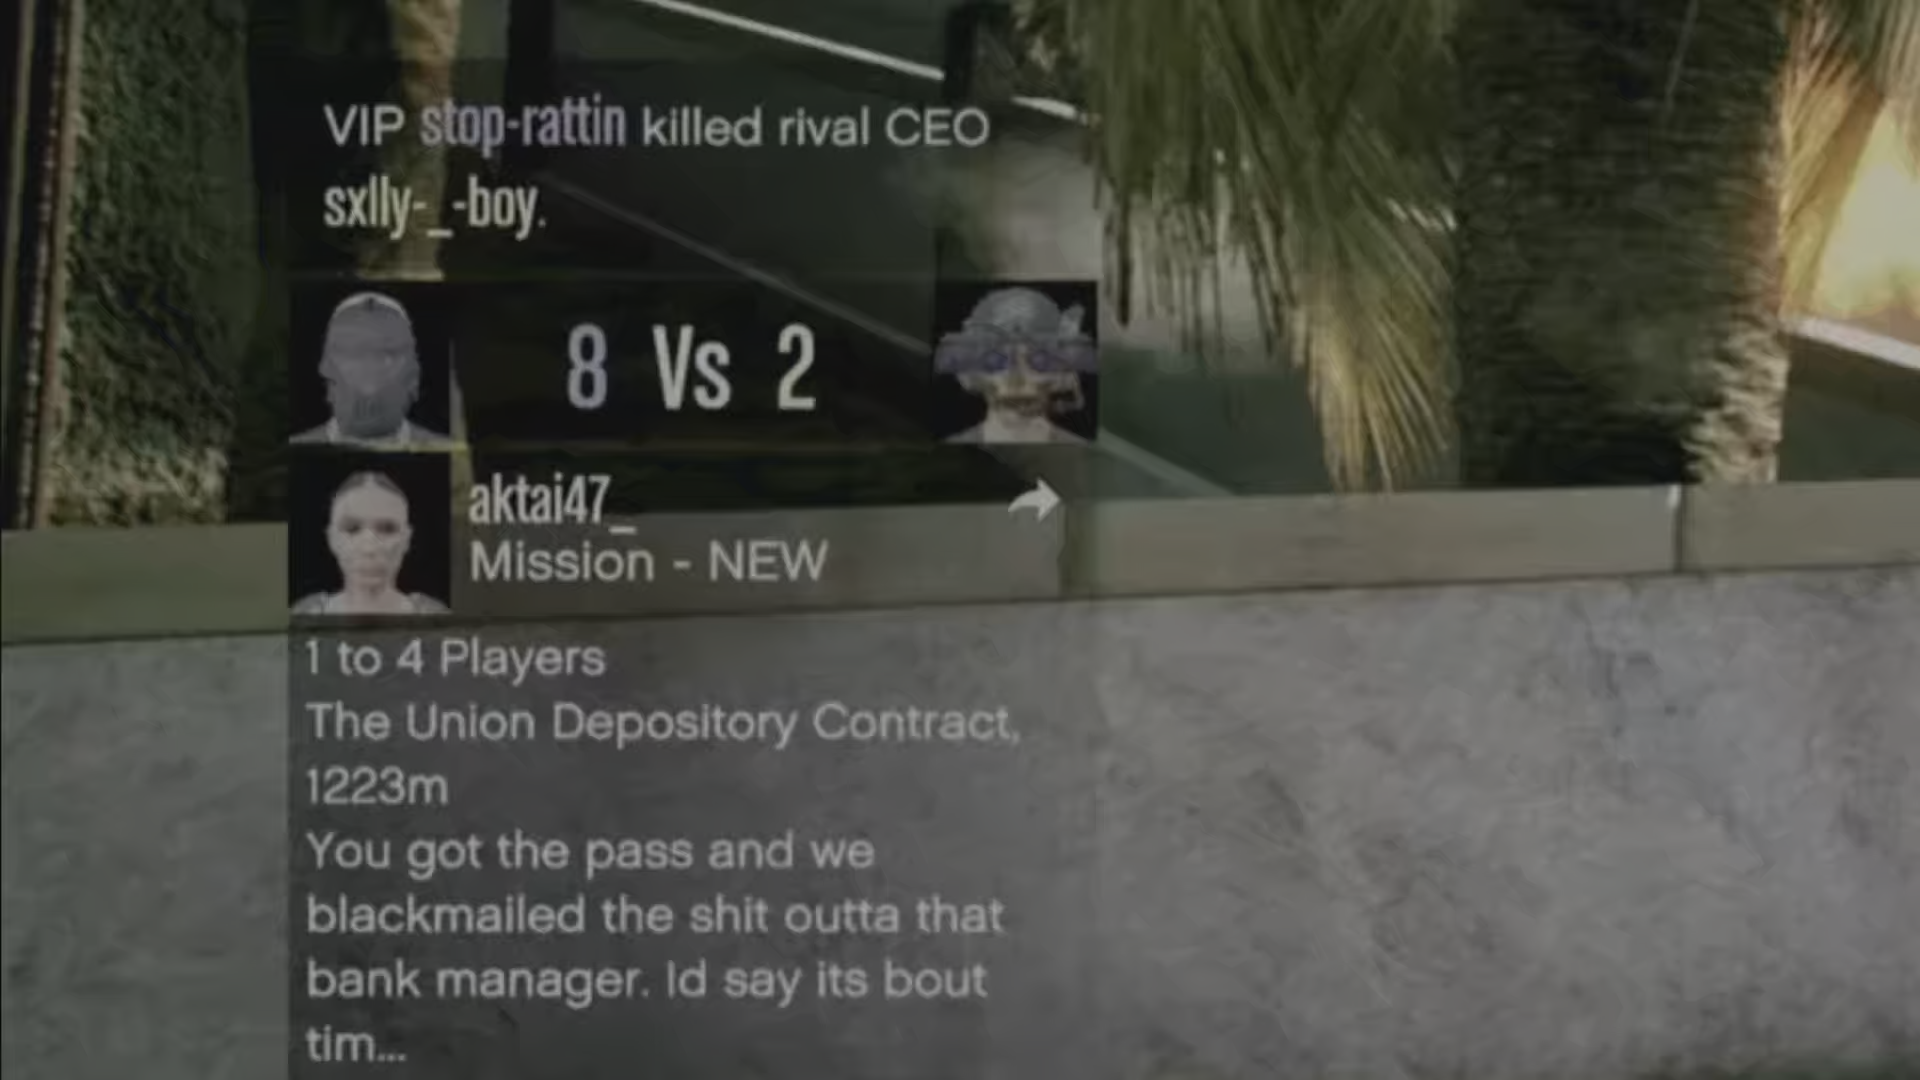 VIP stop-rattin killed rival CEO
sxlly-_-boy.
8 Vs 2
aktai47_
Mission - NEW
1 to 4 Players
The Union Depository Contract,
1223m
You got the pass and we
blackmailed the shit outta that
bank manager. Id say its bout
tim...